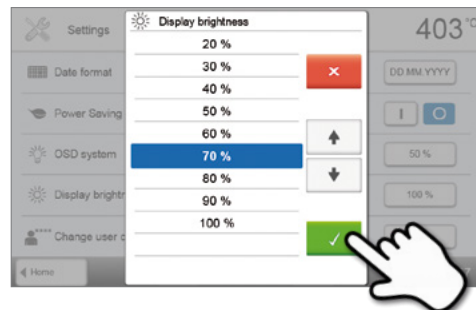 Settings
Display brightness
403 °C
20 %
30 %
40 %
50 %
60 %
70 %
80 %
90 %
100 %
Date format
DD MM.YYYY
Power Saving
I
O
OSD system
50 %
Display brightr
100 %
Change user c
Home